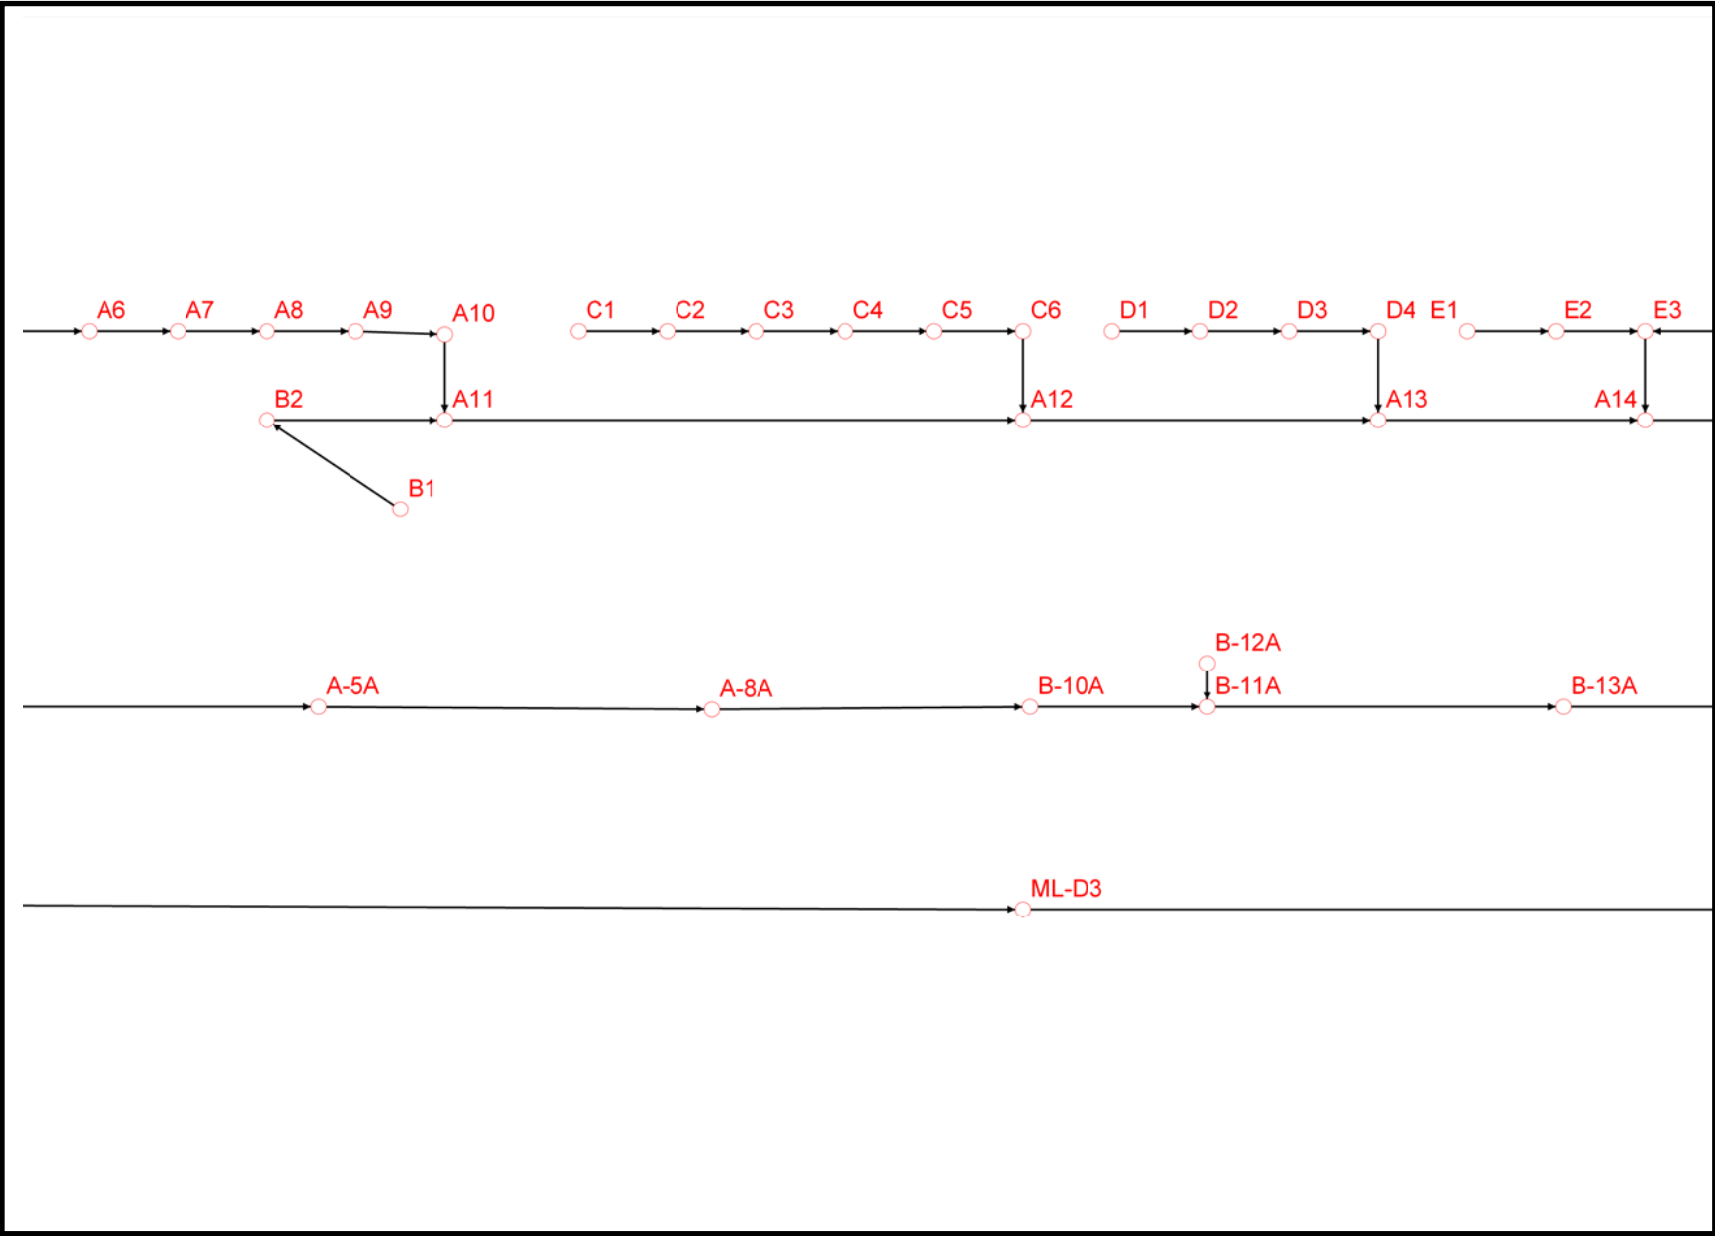 A6 A7 A8 A9 A10 C1 C2 C3 C4 C5 C6 D1 D2 D3 D4 E1 E2 E3
B2 A11 A12 A13 A14
B1
B-12A
A-5A A-8A B-10A B-11A B-13A
ML-D3